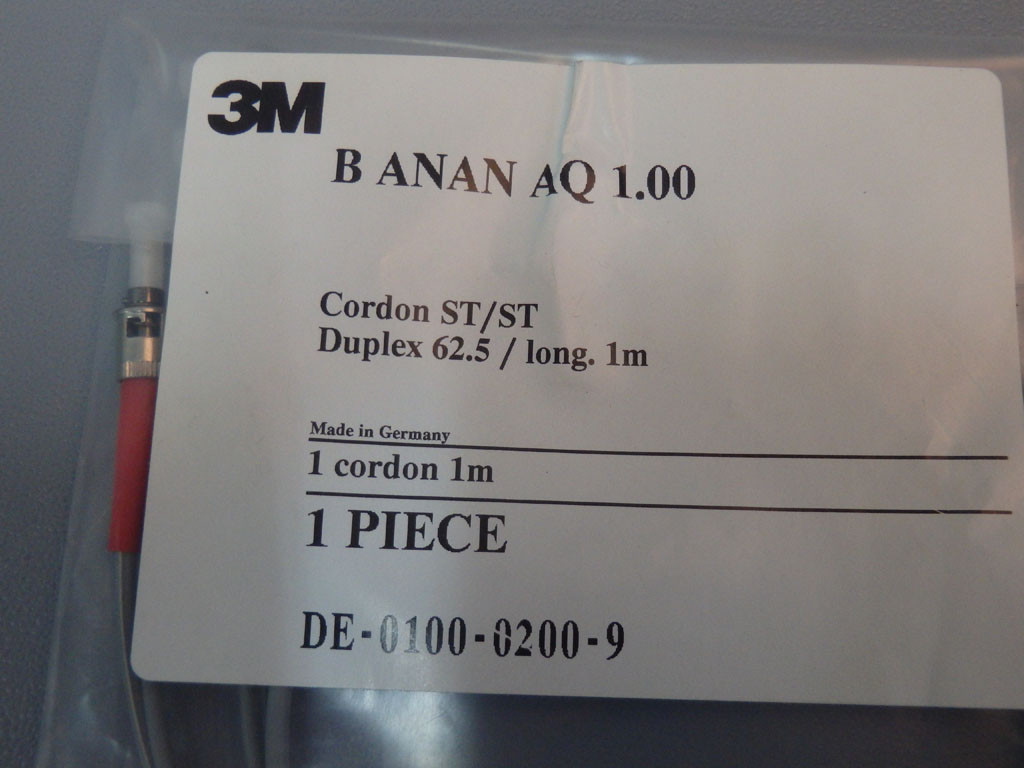 3M
B ANAN AQ 1.00
Cordon ST/ST
Duplex 62.5 / long. 1m
Made in Germany
1 cordon 1m
1 PIECE
DE-0100-0200-9